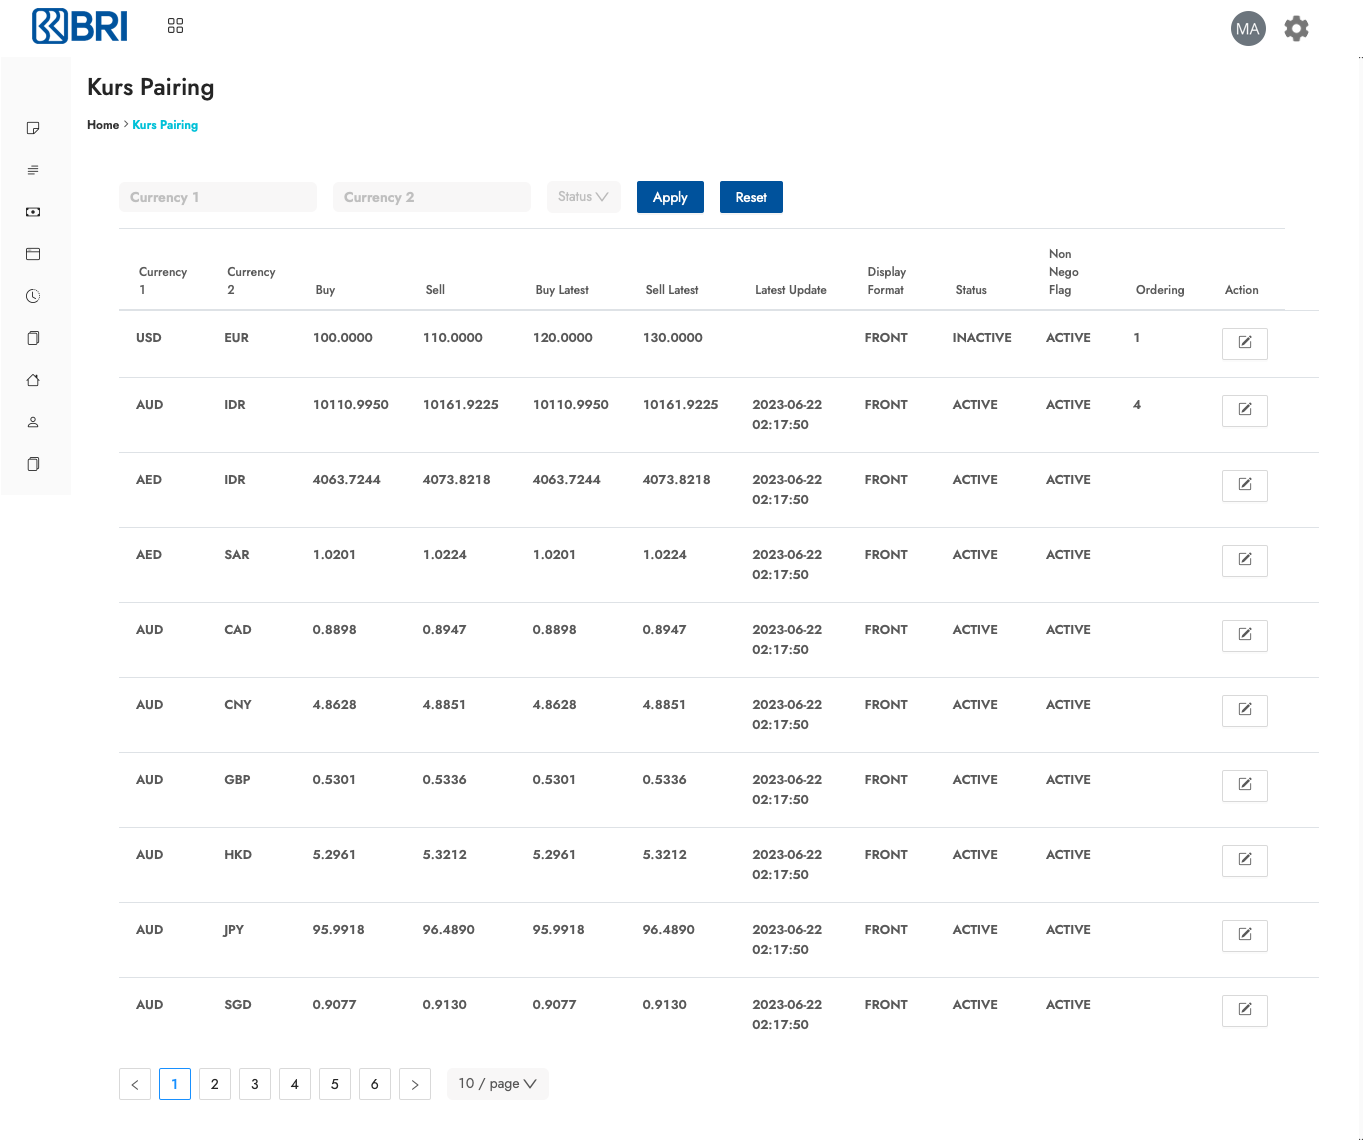 BRI
MA
Kurs Pairing
Home > Kurs Pairing
Currency 1 Currency 2 Status Apply Reset
Currency 1 Currency 2 Buy Sell Buy Latest Sell Latest Latest Update Display Format Status Non Nego Flag Ordering Action
USD EUR 100.0000 110.0000 120.0000 130.0000 FRONT INACTIVE ACTIVE 1
AUD IDR 10110.9950 10161.9225 10110.9950 10161.9225 2023-06-22 02:17:50 FRONT ACTIVE ACTIVE 4
AED IDR 4063.7244 4073.8218 4063.7244 4073.8218 2023-06-22 02:17:50 FRONT ACTIVE ACTIVE
AED SAR 1.0201 1.0224 1.0201 1.0224 2023-06-22 02:17:50 FRONT ACTIVE ACTIVE
AUD CAD 0.8898 0.8947 0.8898 0.8947 2023-06-22 02:17:50 FRONT ACTIVE ACTIVE
AUD CNY 4.8628 4.8851 4.8628 4.8851 2023-06-22 02:17:50 FRONT ACTIVE ACTIVE
AUD GBP 0.5301 0.5336 0.5301 0.5336 2023-06-22 02:17:50 FRONT ACTIVE ACTIVE
AUD HKD 5.2961 5.3212 5.2961 5.3212 2023-06-22 02:17:50 FRONT ACTIVE ACTIVE
AUD JPY 95.9918 96.4890 95.9918 96.4890 2023-06-22 02:17:50 FRONT ACTIVE ACTIVE
AUD SGD 0.9077 0.9130 0.9077 0.9130 2023-06-22 02:17:50 FRONT ACTIVE ACTIVE
< 1 2 3 4 5 6 > 10 / page